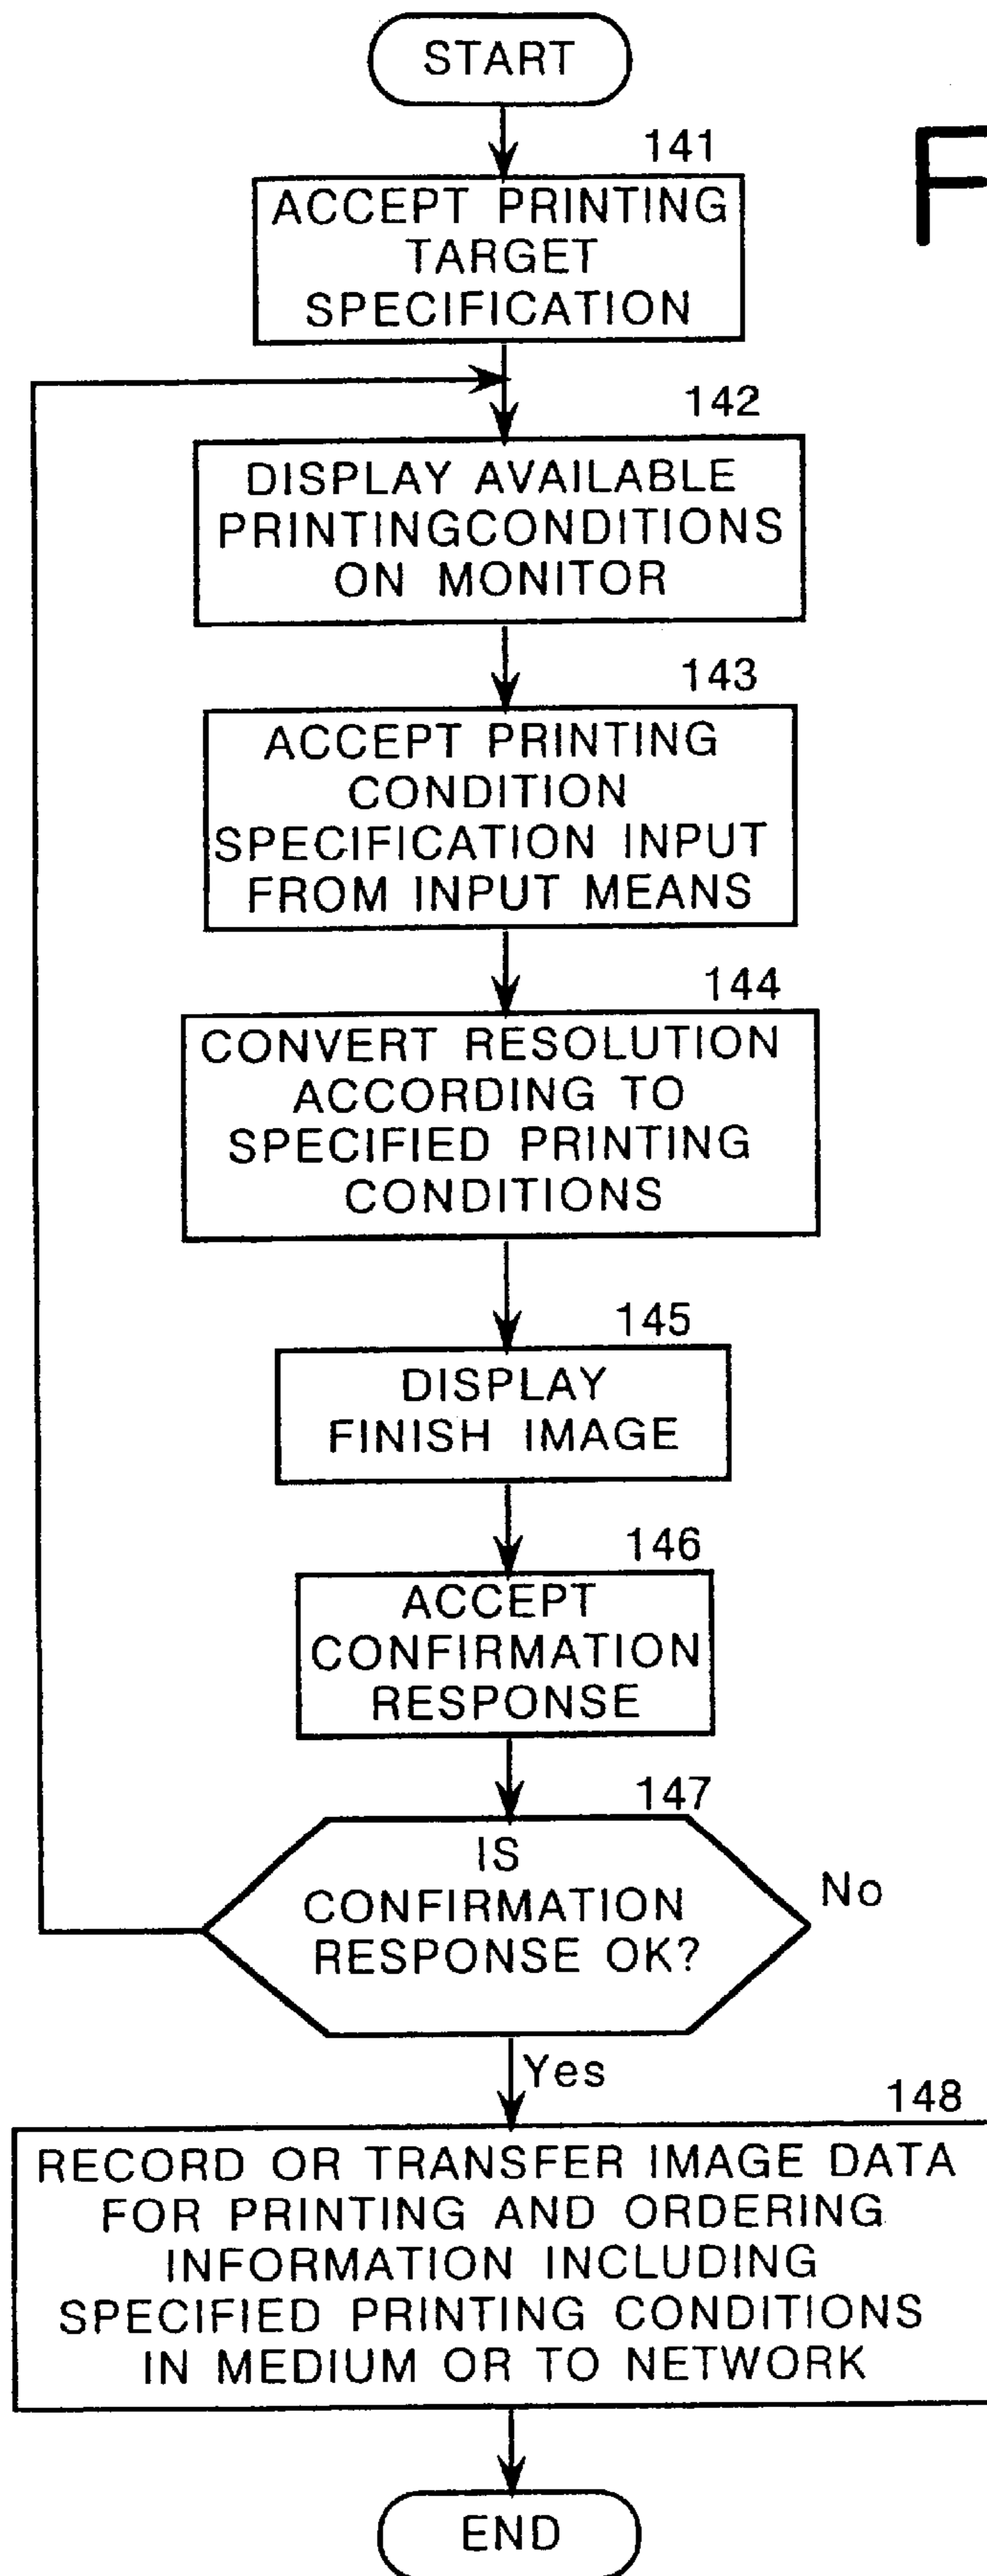 START
141
ACCEPT PRINTING
TARGET
SPECIFICATION
142
DISPLAY AVAILABLE
PRINTINGCONDITIONS
ON MONITOR
143
ACCEPT PRINTING
CONDITION
SPECIFICATION INPUT
FROM INPUT MEANS
144
CONVERT RESOLUTION
ACCORDING TO
SPECIFIED PRINTING
CONDITIONS
145
DISPLAY
FINISH IMAGE
146
ACCEPT
CONFIRMATION
RESPONSE
147
IS
CONFIRMATION
RESPONSE OK?
No
Yes
148
RECORD OR TRANSFER IMAGE DATA
FOR PRINTING AND ORDERING
INFORMATION INCLUDING
SPECIFIED PRINTING CONDITIONS
IN MEDIUM OR TO NETWORK
END